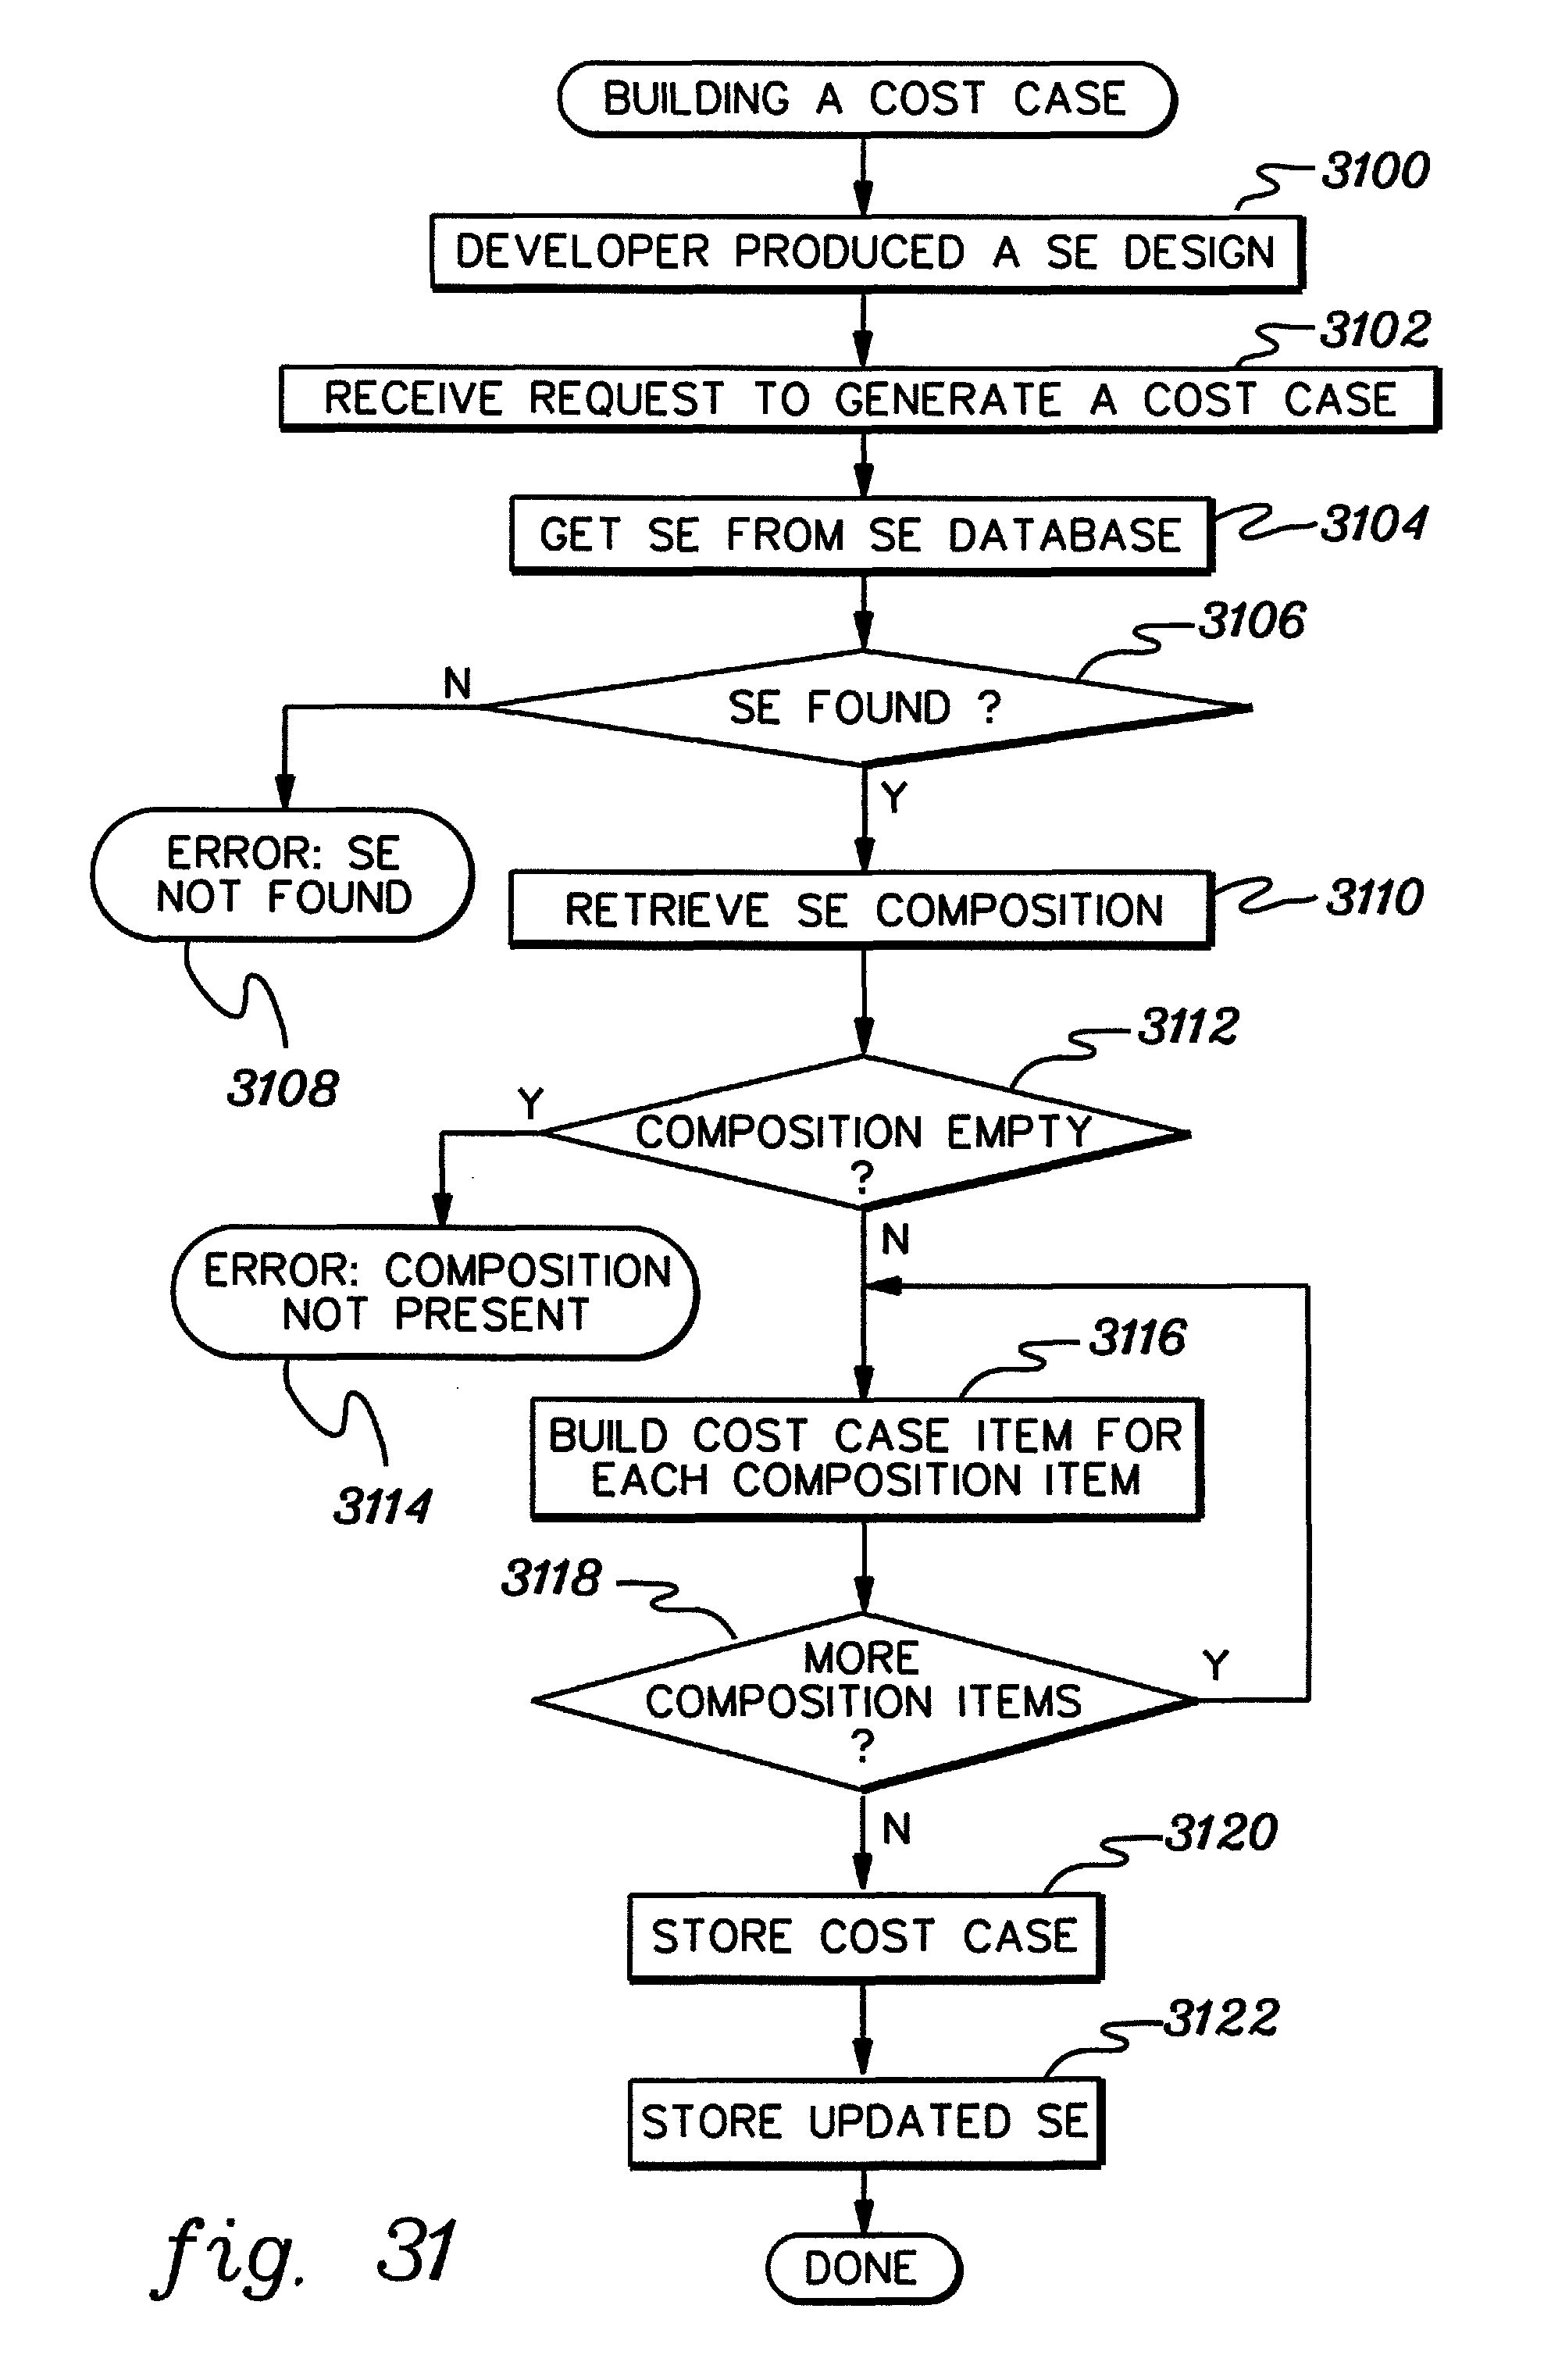 BUILDING A COST CASE
3100
DEVELOPER PRODUCED A SE DESIGN
3102
RECEIVE REQUEST TO GENERATE A COST CASE
GET SE FROM SE DATABASE
3104
3106
N
SE FOUND ?
Y
ERROR: SE
NOT FOUND
RETRIEVE SE COMPOSITION
3110
3108
3112
Y
COMPOSITION EMPTY
?
N
ERROR: COMPOSITION
NOT PRESENT
3114
3116
BUILD COST CASE ITEM FOR
EACH COMPOSITION ITEM
3118
MORE
COMPOSITION ITEMS
?
Y
N
3120
STORE COST CASE
3122
STORE UPDATED SE
DONE
fig. 31